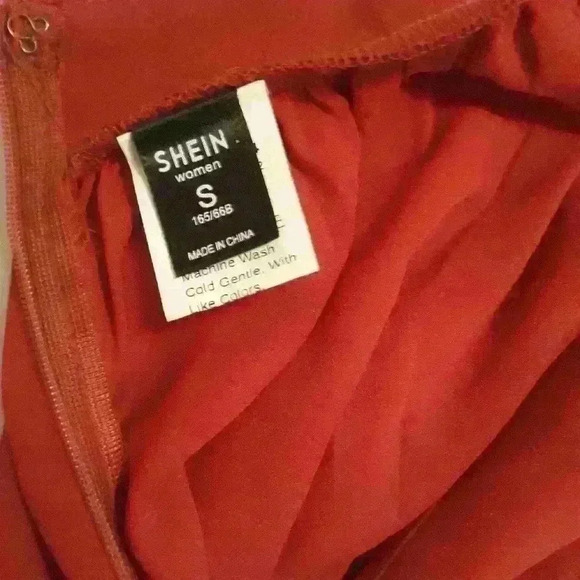 SHEIN
women
S
165/66B
MADE IN CHINA
Machine Wash
Cold Gentle, With
Like Colors